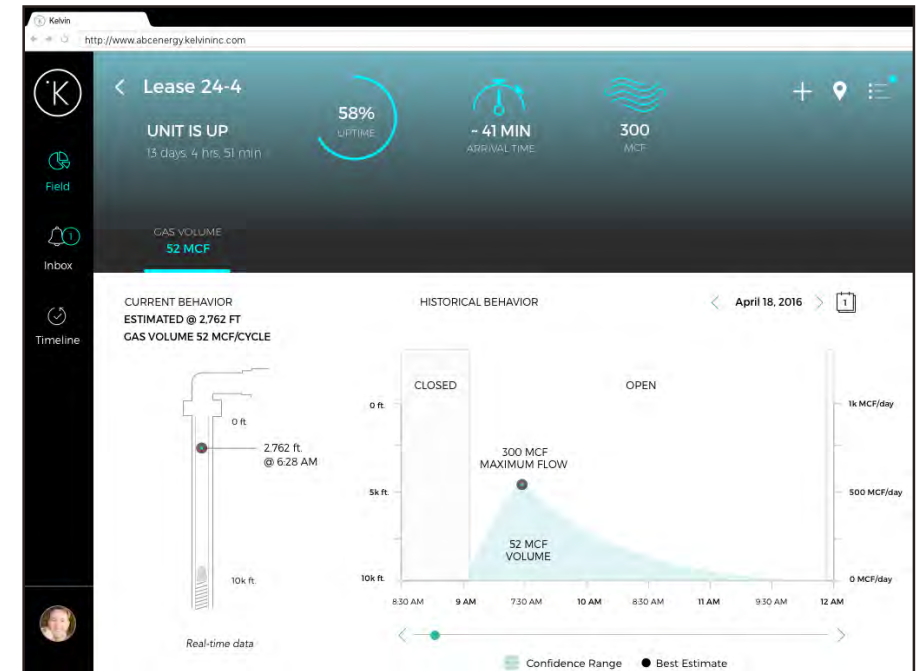 Kelvin
http://www.abcenergy.kelvininc.com
K
Lease 24-4
UNIT IS UP
13 days, 4 hrs, 51 min
58%
UPTIME
~ 41 MIN
ARRIVAL TIME
300
MCF
Field
Inbox
1
Timeline
GAS VOLUME
52 MCF
CURRENT BEHAVIOR
ESTIMATED @ 2,762 FT
GAS VOLUME 52 MCF/CYCLE
0 ft.
2.762 ft.
@ 6:28 AM
10k ft.
Real-time data
HISTORICAL BEHAVIOR
April 18, 2016
1
CLOSED
OPEN
0 ft.
5k ft.
10k ft.
1k MCF/day
500 MCF/day
0 MCF/day
300 MCF
MAXIMUM FLOW
52 MCF
VOLUME
8:30 AM 9 AM 7:30 AM 10 AM 8:30 AM 11 AM 9:30 AM 12 AM
Confidence Range Best Estimate